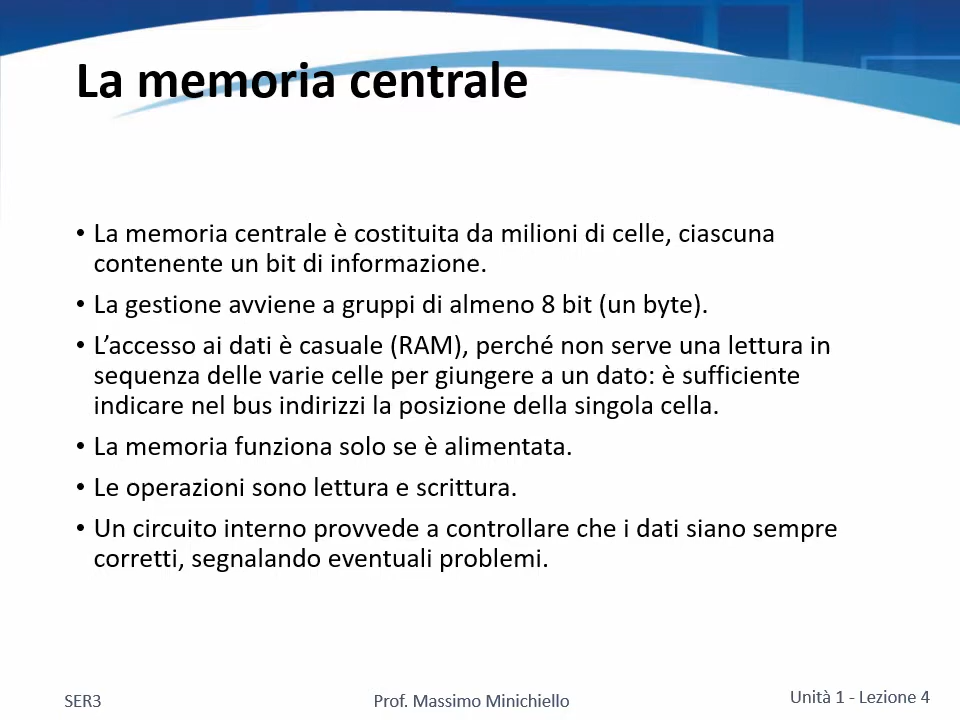 La memoria centrale
• La memoria centrale è costituita da milioni di celle, ciascuna
contenente un bit di informazione.
• La gestione avviene a gruppi di almeno 8 bit (un byte).
• L’accesso ai dati è casuale (RAM), perché non serve una lettura in
sequenza delle varie celle per giungere a un dato: è sufficiente
indicare nel bus indirizzi la posizione della singola cella.
• La memoria funziona solo se è alimentata.
• Le operazioni sono lettura e scrittura.
• Un circuito interno provvede a controllare che i dati siano sempre
corretti, segnalando eventuali problemi.
SER3
Prof. Massimo Minichiello
Unità 1 - Lezione 4